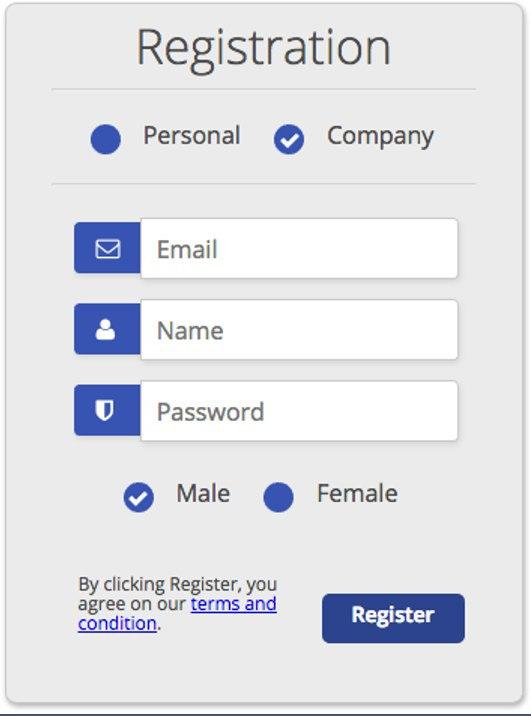 Registration
Personal Company
Email
Name
Password
Male Female
By clicking Register, you
agree on our terms and
condition.
Register